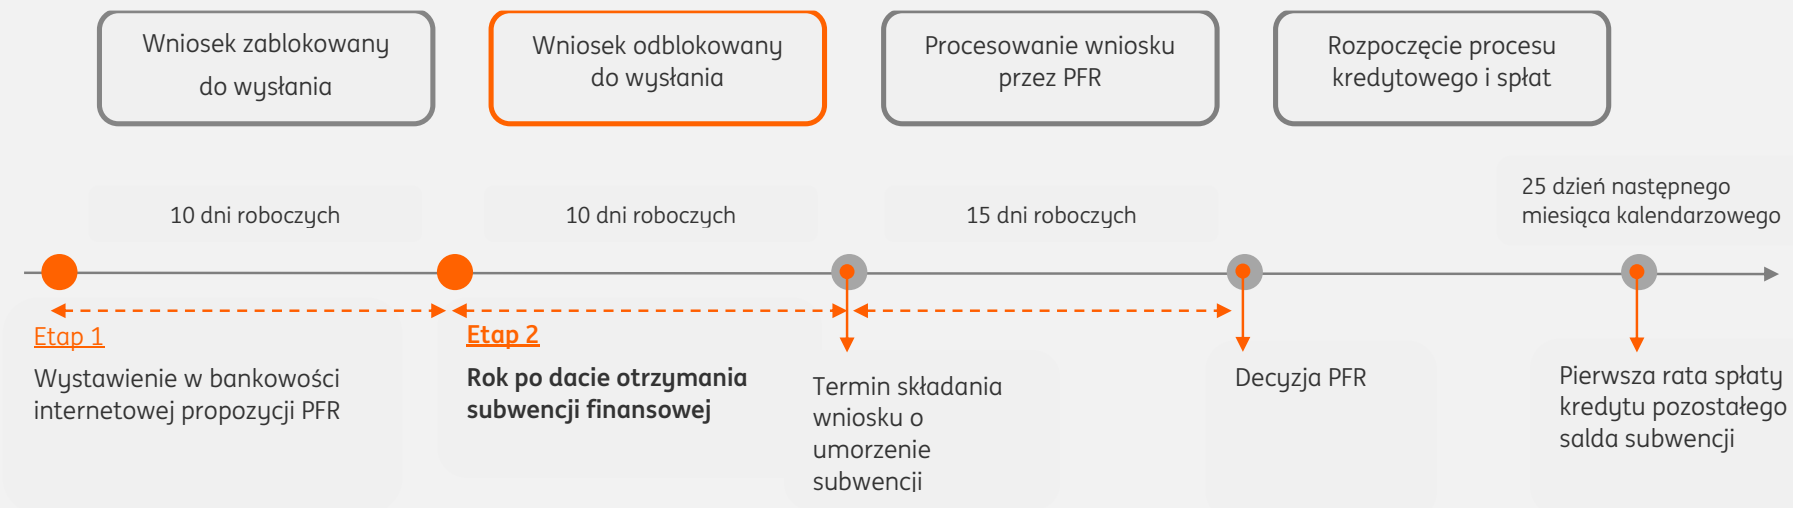 Wniosek zablokowany
do wysłania
Wniosek odblokowany
do wysłania
Procesowanie wniosku
przez PFR
Rozpoczęcie procesu
kredytowego i spłat
10 dni roboczych
10 dni roboczych
15 dni roboczych
25 dzień następnego
miesiąca kalendarzowego
Etap 1
Wystawienie w bankowości
internetowej propozycji PFR
Etap 2
Rok po dacie otrzymania
subwencji finansowej
Termin składania
wniosku o
umorzenie
subwencji
Decyzja PFR
Pierwsza rata spłaty
kredytu pozostałego
salda subwencji